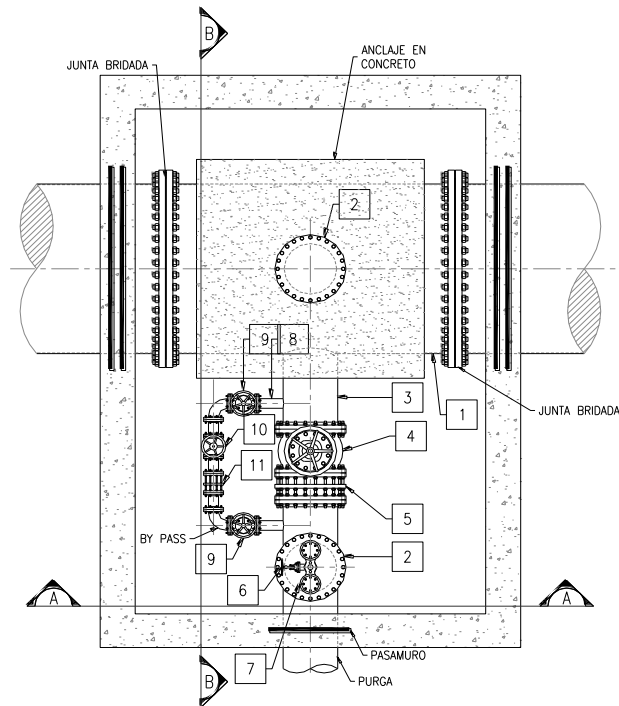 B
ANCLAJE EN
CONCRETO
JUNTA BRIDADA
2
9
8
3
1
JUNTA BRIDADA
10
4
11
5
BY PASS
9
2
6
A
A
7
PASAMURO
B
PURGA